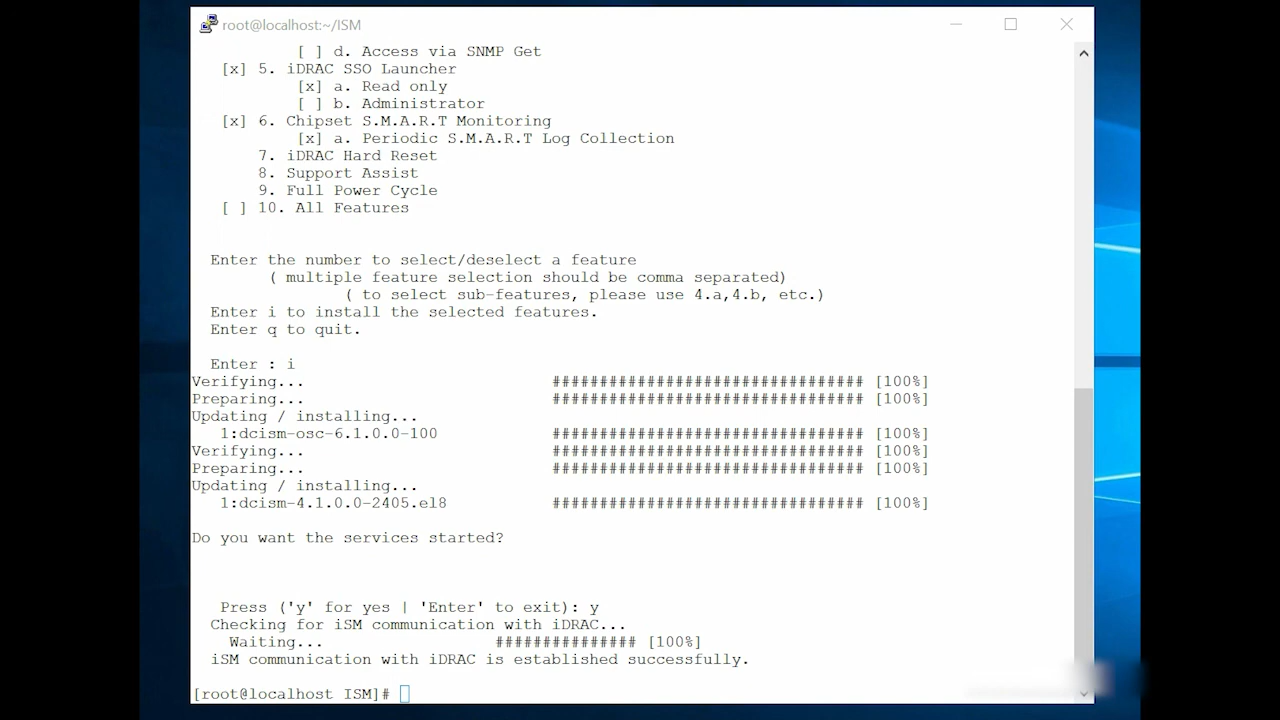 root@localhost:~/ISM
[ ] d. Access via SNMP Get
[x] 5. iDRAC SSO Launcher
[x] a. Read only
[ ] b. Administrator
[x] 6. Chipset S.M.A.R.T Monitoring
[x] a. Periodic S.M.A.R.T Log Collection
7. iDRAC Hard Reset
8. Support Assist
9. Full Power Cycle
[ ] 10. All Features
Enter the number to select/deselect a feature
( multiple feature selection should be comma separated)
( to select sub-features, please use 4.a,4.b, etc.)
Enter i to install the selected features.
Enter q to quit.
Enter : i
Verifying... ################################# [100%]
Preparing... ################################# [100%]
Updating / installing...
1:dcism-osc-6.1.0.0-100 ################################# [100%]
Verifying... ################################# [100%]
Preparing... ################################# [100%]
Updating / installing...
1:dcism-4.1.0.0-2405.el8 ################################# [100%]
Do you want the services started?
Press ('y' for yes | 'Enter' to exit): y
Checking for iSM communication with iDRAC...
Waiting... ############### [100%]
iSM communication with iDRAC is established successfully.
[root@localhost ISM]#